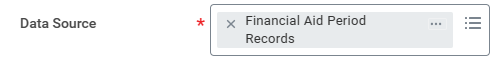 Data Source * × Financial Aid Period ...
Records